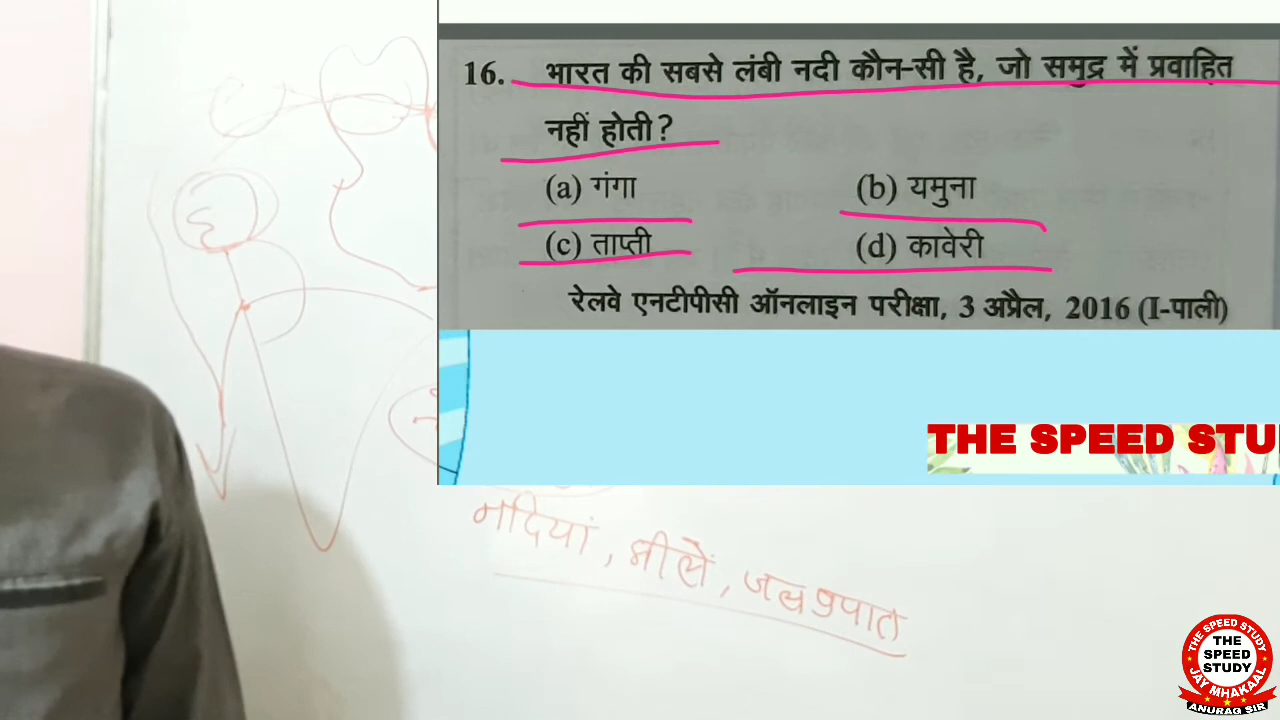 16. भारत की सबसे लंबी नदी कौन-सी है, जो समुद्र में प्रवाहित
नहीं होती?
(a) गंगा (b) यमुना
(c) ताप्ती (d) कावेरी
रेलवे एनटीपीसी ऑनलाइन परीक्षा, 3 अप्रैल, 2016 (I-पाली)
THE SPEED STU
नदियां, झीलें, जलप्रपात
THE SPEED STUDY
THE
SPEED
STUDY
JAY MHAKAAL
ANURAG SIR